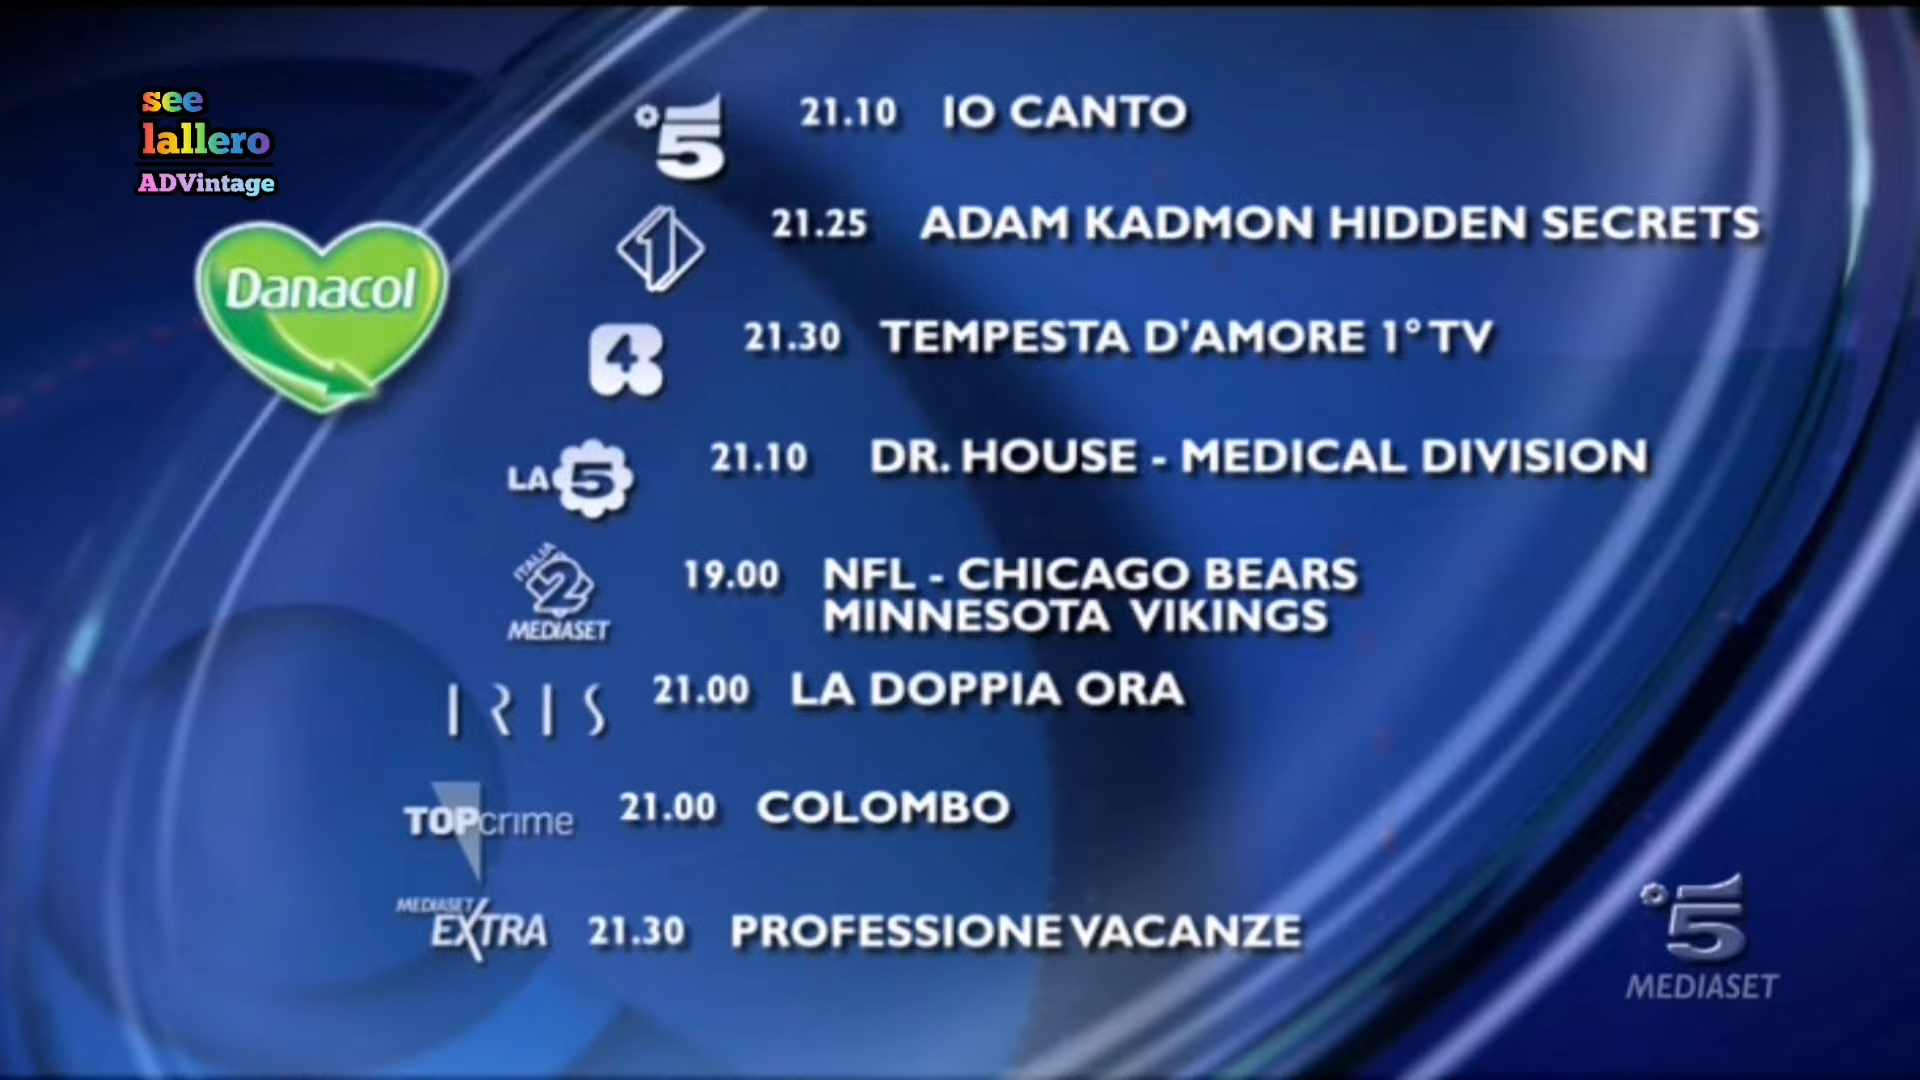 see
lallero
ADVintage
Danacol
5 21.10 IO CANTO
1 21.25 ADAM KADMON HIDDEN SECRETS
4 21.30 TEMPESTA D'AMORE 1° TV
LA 5 21.10 DR. HOUSE - MEDICAL DIVISION
ITALIA 2 MEDIASET 19.00 NFL - CHICAGO BEARS
MINNESOTA VIKINGS
IRIS 21.00 LA DOPPIA ORA
TOPcrime 21.00 COLOMBO
MEDIASET EXTRA 21.30 PROFESSIONE VACANZE
5
MEDIASET